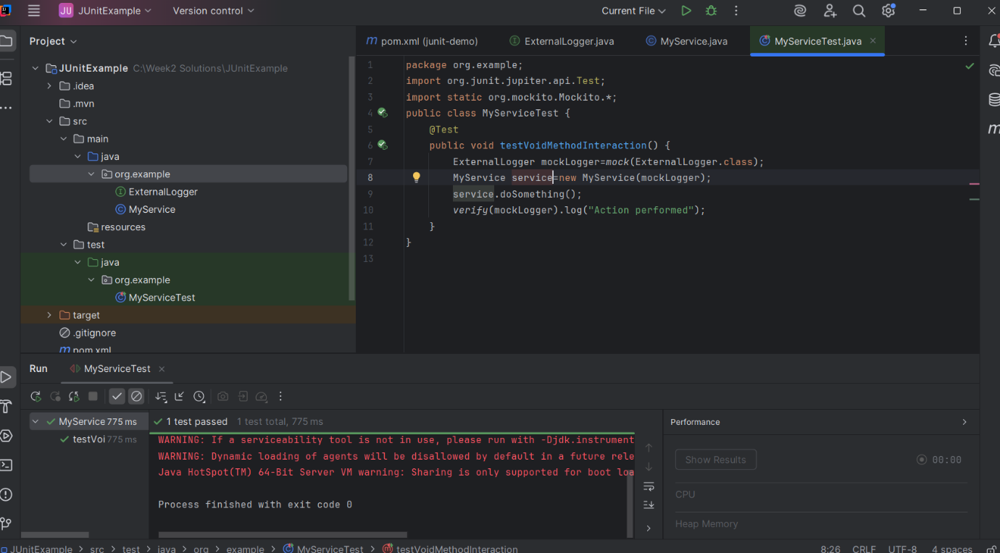 JU JUnitExample Version control Current File
Project
pom.xml (junit-demo) ExternalLogger.java MyService.java MyServiceTest.java
JUnitExample C:\Week2 Solutions\JUnitExample
.idea
.mvn
src
main
java
org.example
ExternalLogger
MyService
resources
test
java
org.example
MyServiceTest
target
.gitignore
pom.xml
1 package org.example;
2 import org.junit.jupiter.api.Test;
3 import static org.mockito.Mockito.*;
4 public class MyServiceTest {
5 @Test
6 public void testVoidMethodInteraction() {
7 ExternalLogger mockLogger=mock(ExternalLogger.class);
8 MyService service=new MyService(mockLogger);
9 service.doSomething();
10 verify(mockLogger).log("Action performed");
11 }
12 }
13
Run MyServiceTest
MyService 775 ms
testVoi 775 ms
1 test passed 1 test total, 775 ms
WARNING: If a serviceability tool is not in use, please run with -Djdk.instrument
WARNING: Dynamic loading of agents will be disallowed by default in a future rele
Java HotSpot(TM) 64-Bit Server VM warning: Sharing is only supported for boot loa
Process finished with exit code 0
Performance
Show Results 00:00
CPU
Heap Memory
JUnitExample > src > test > java > org > example > MyServiceTest > testVoidMethodInteraction
8:26 CRLF UTF-8 4 spaces